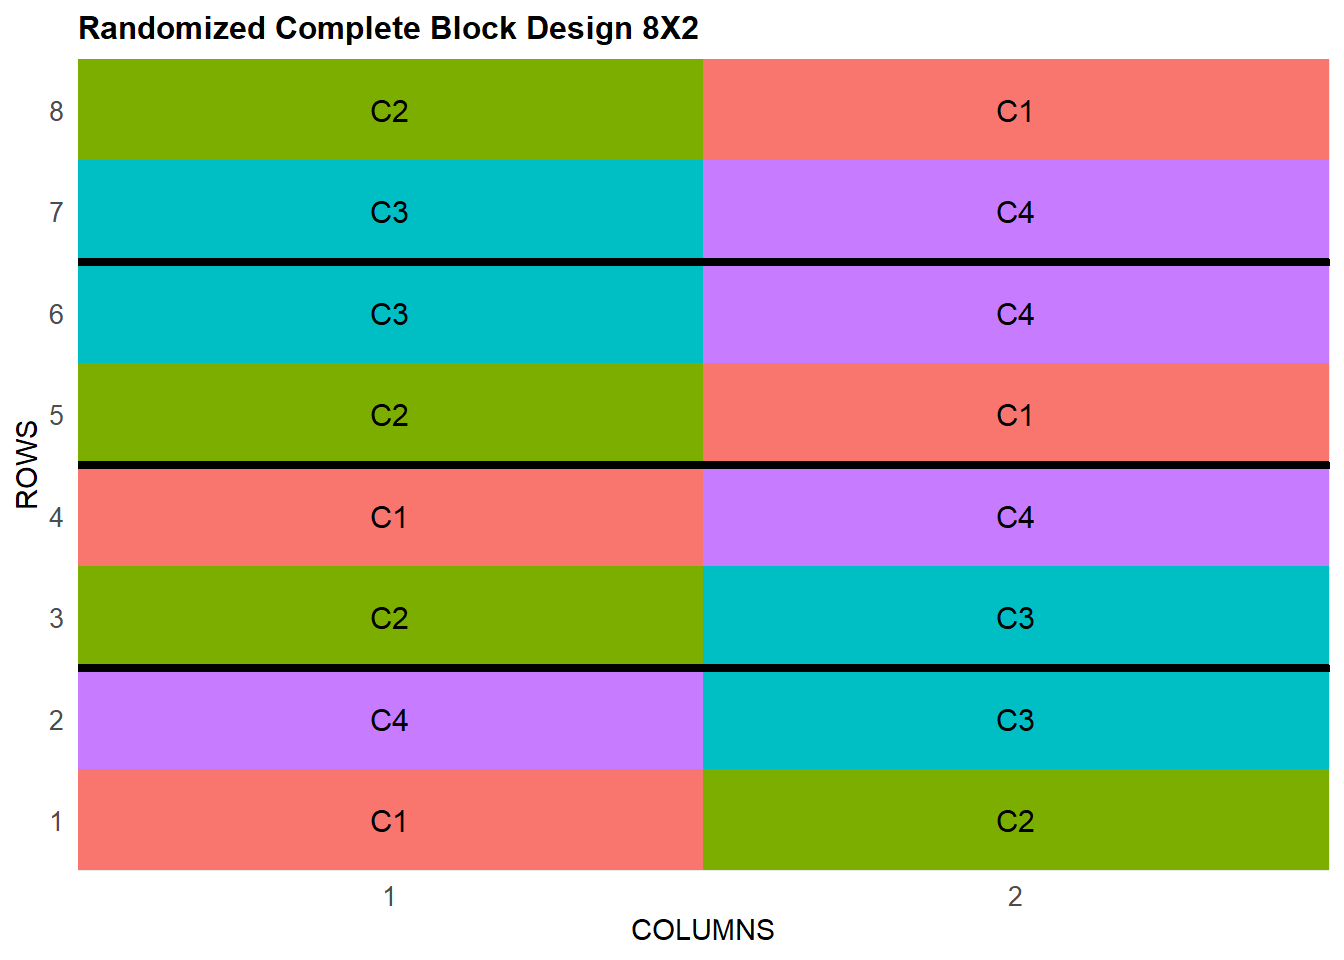 Randomized Complete Block Design 8X2
8 C2 C1
7 C3 C4
6 C3 C4
5 C2 C1
ROWS
4 C1 C4
3 C2 C3
2 C4 C3
1 C1 C2
1 2
COLUMNS